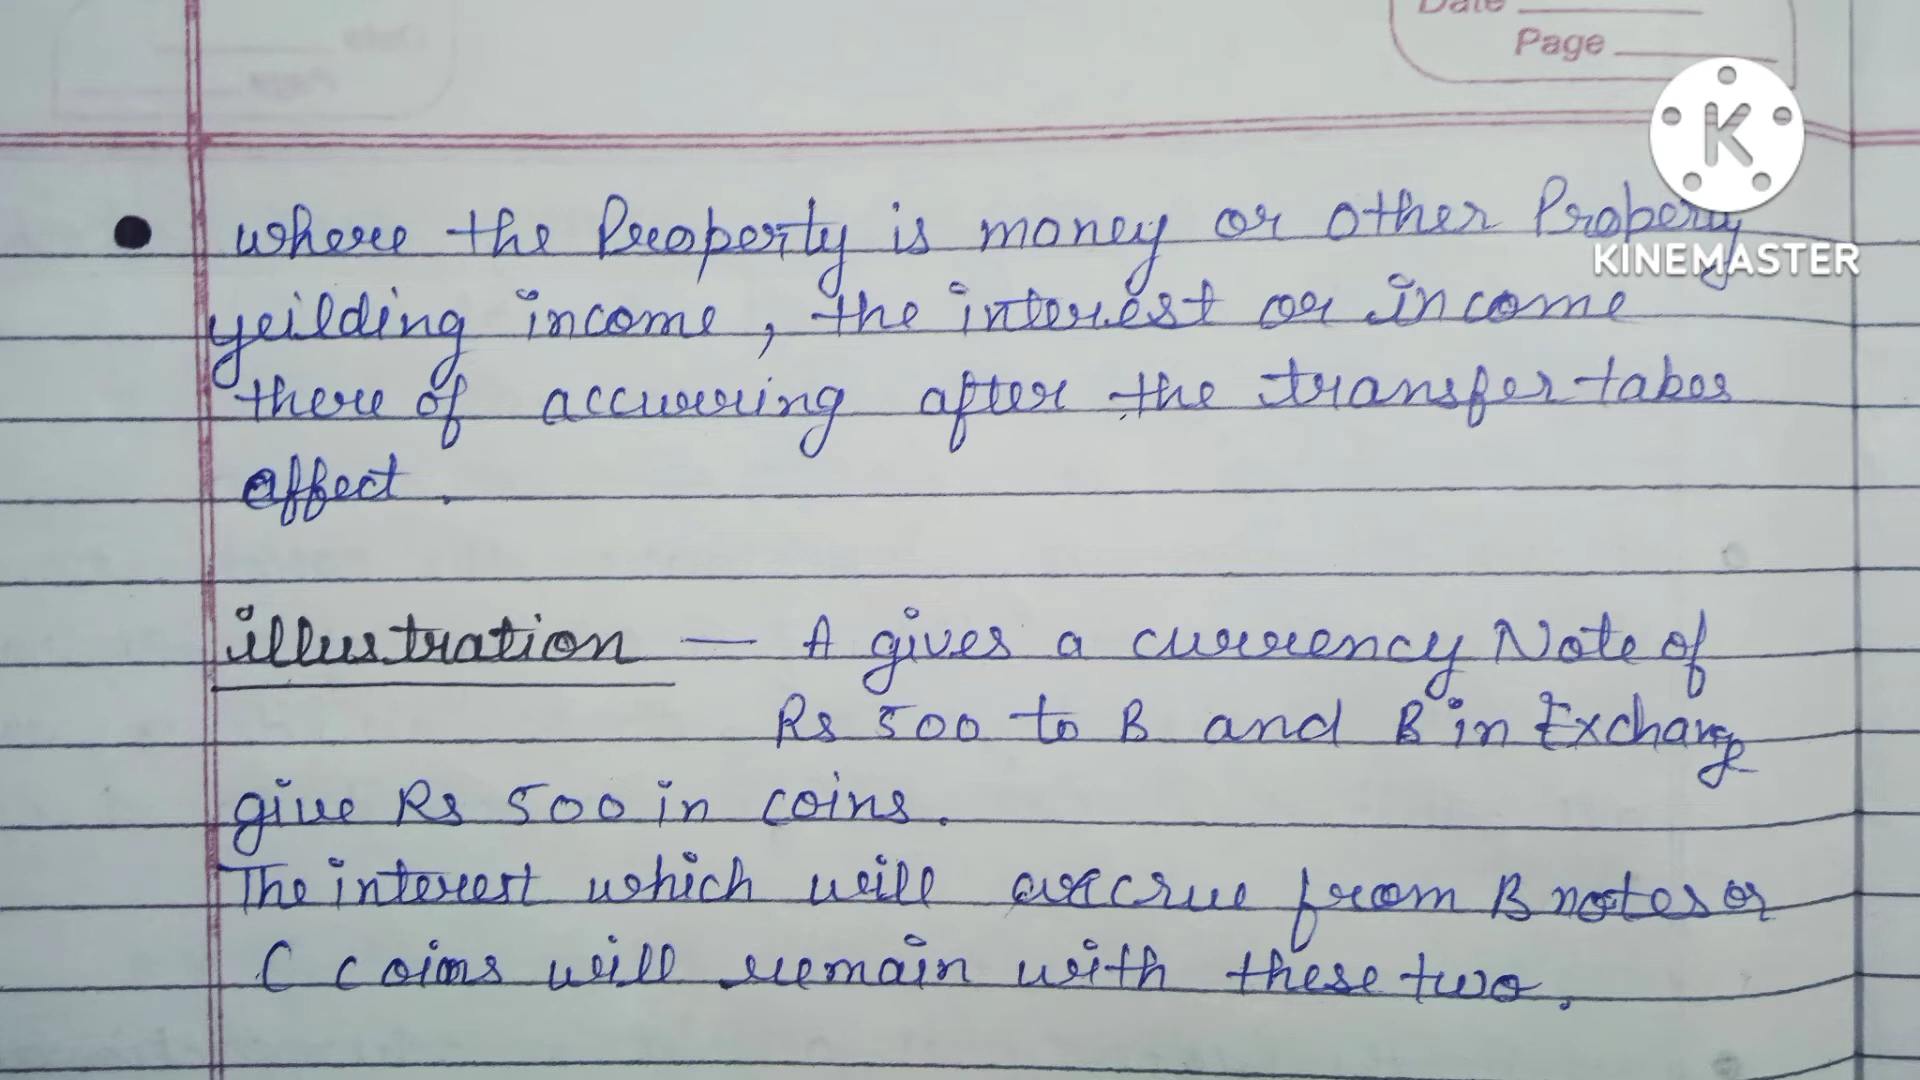 Date
Page
where the Property is money or other Property
KINEMASTER
yeilding income, the interest or income
there of accurring after the transfer takes
affect.
illustration — A gives a currency Note of
Rs 500 to B and B in Exchange
give Rs 500 in coins.
The interest which will accrue from B notes or
C coins will remain with these two.